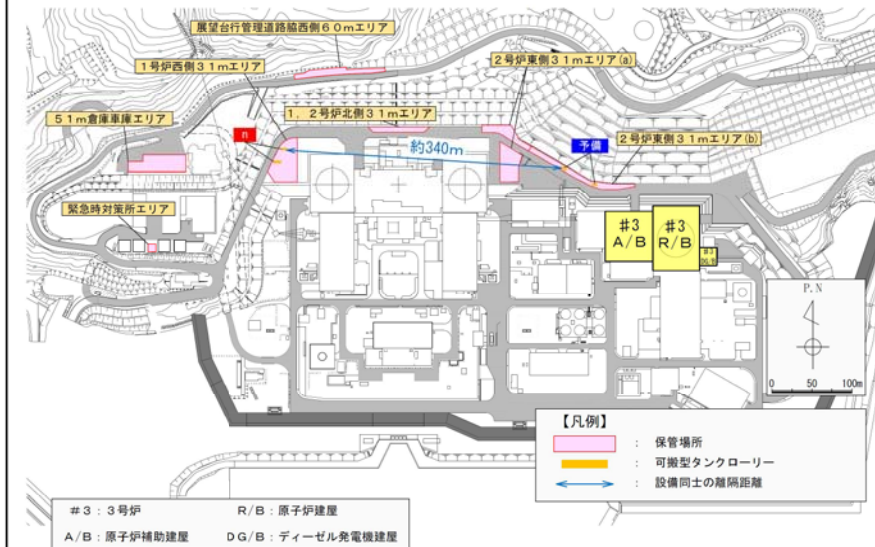 展望台行管理道路脇西側６０ｍエリア
１号炉西側３１ｍエリア
２号炉東側３１ｍエリア(a)
５１ｍ倉庫車庫エリア
１，２号炉北側３１ｍエリア
n
約340m
予備
２号炉東側３１ｍエリア(b)
緊急時対策所エリア
#3
A/B
#3
R/B
#3
DG/B
P.N
0 50 100m
【凡例】
： 保管場所
： 可搬型タンクローリー
： 設備同士の離隔距離
#３：３号炉 R/B：原子炉建屋
A/B：原子炉補助建屋 DG/B：ディーゼル発電機建屋